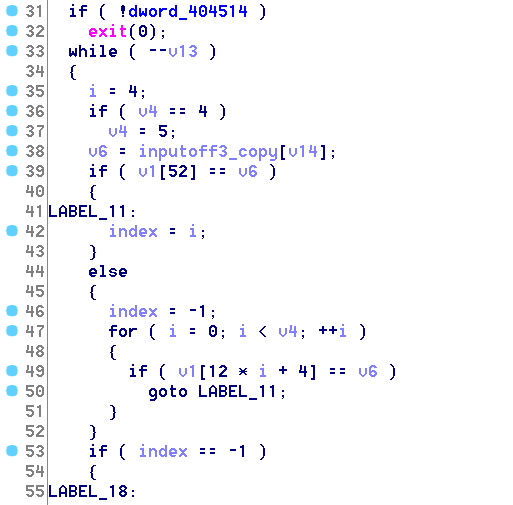 31 if ( !dword_404514 )
32 exit(0);
33 while ( --v13 )
34 {
35 i = 4;
36 if ( v4 == 4 )
37 v4 = 5;
38 v6 = inputoff3_copy[v14];
39 if ( v1[52] == v6 )
40 {
41 LABEL_11:
42 index = i;
43 }
44 else
45 {
46 index = -1;
47 for ( i = 0; i < v4; ++i )
48 {
49 if ( v1[12 * i + 4] == v6 )
50 goto LABEL_11;
51 }
52 }
53 if ( index == -1 )
54 {
55 LABEL_18: